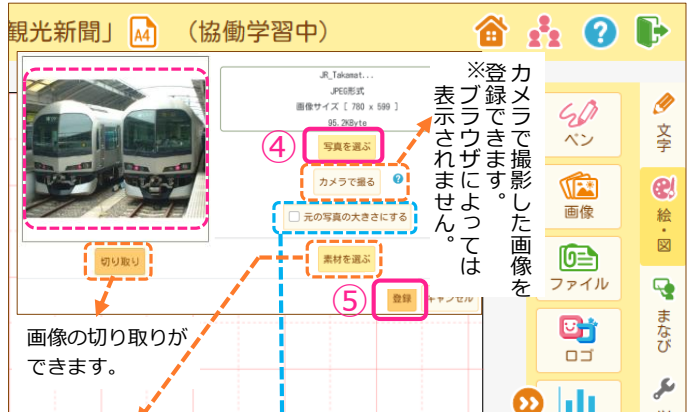 観光新聞」 A4 （協働学習中）
JR_Takamat...
JPEG形式
画像サイズ [ 780 x 599 ]
95.2KByte
④ 写真を選ぶ
カメラで撮る
元の写真の大きさにする
切り取り
素材を選ぶ
⑤ 登録 キャンセル
画像の切り取りが
できます。
カメラで撮影した画像を
登録できます。
※ブラウザによっては
表示されません。
ペン
画像
ファイル
ロゴ
文字
絵・図
まなび